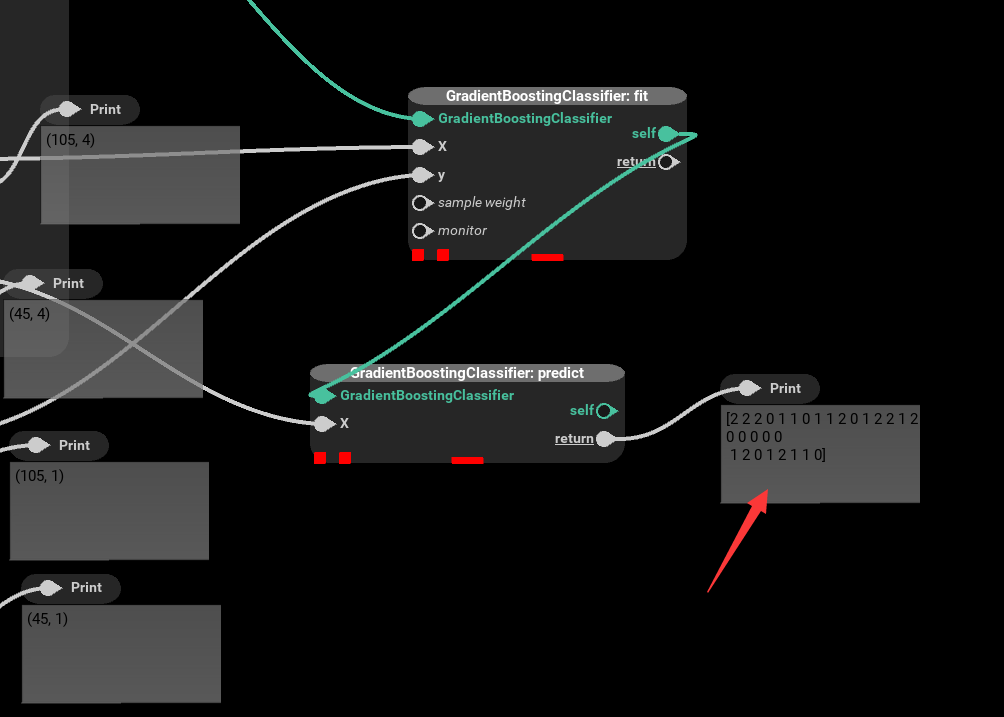 GradientBoostingClassifier: fit
Print
GradientBoostingClassifier
self
(105, 4)
X
return
y
sample weight
monitor
Print
(45, 4)
GradientBoostingClassifier: predict
Print
GradientBoostingClassifier
self
X
return
[2 2 2 0 1 1 0 1 1 2 0 1 2 2 1 2
0 0 0 0 0
1 2 0 1 2 1 1 0]
Print
(105, 1)
Print
(45, 1)